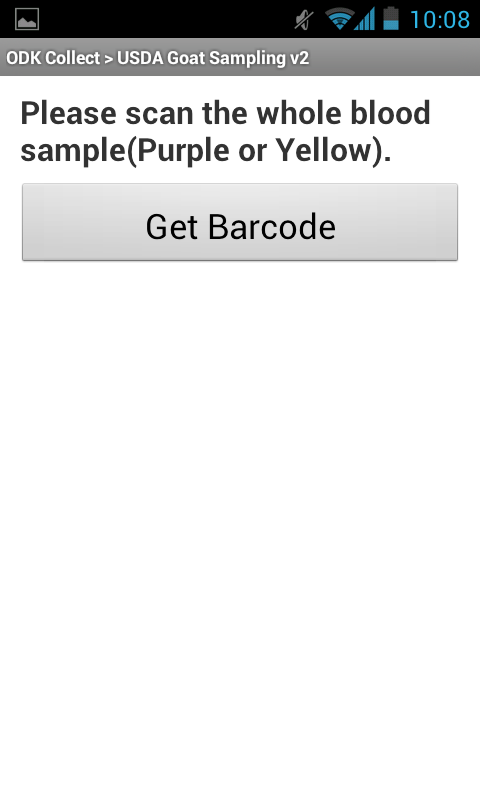 10:08
ODK Collect > USDA Goat Sampling v2
Please scan the whole blood
sample(Purple or Yellow).
Get Barcode